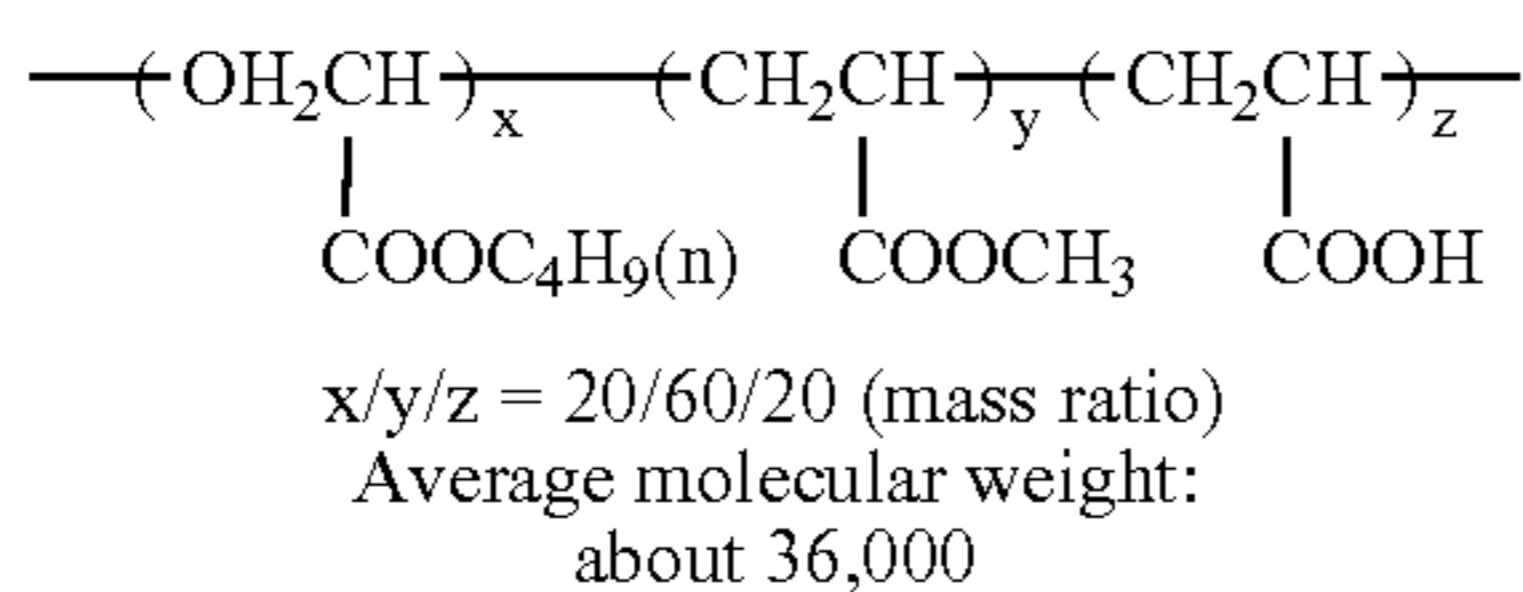 —(OH₂CH)ₓ—(CH₂CH)y—(CH₂CH)z—
COOC₄H₉(n) COOCH₃ COOH
x/y/z = 20/60/20 (mass ratio)
Average molecular weight:
about 36,000